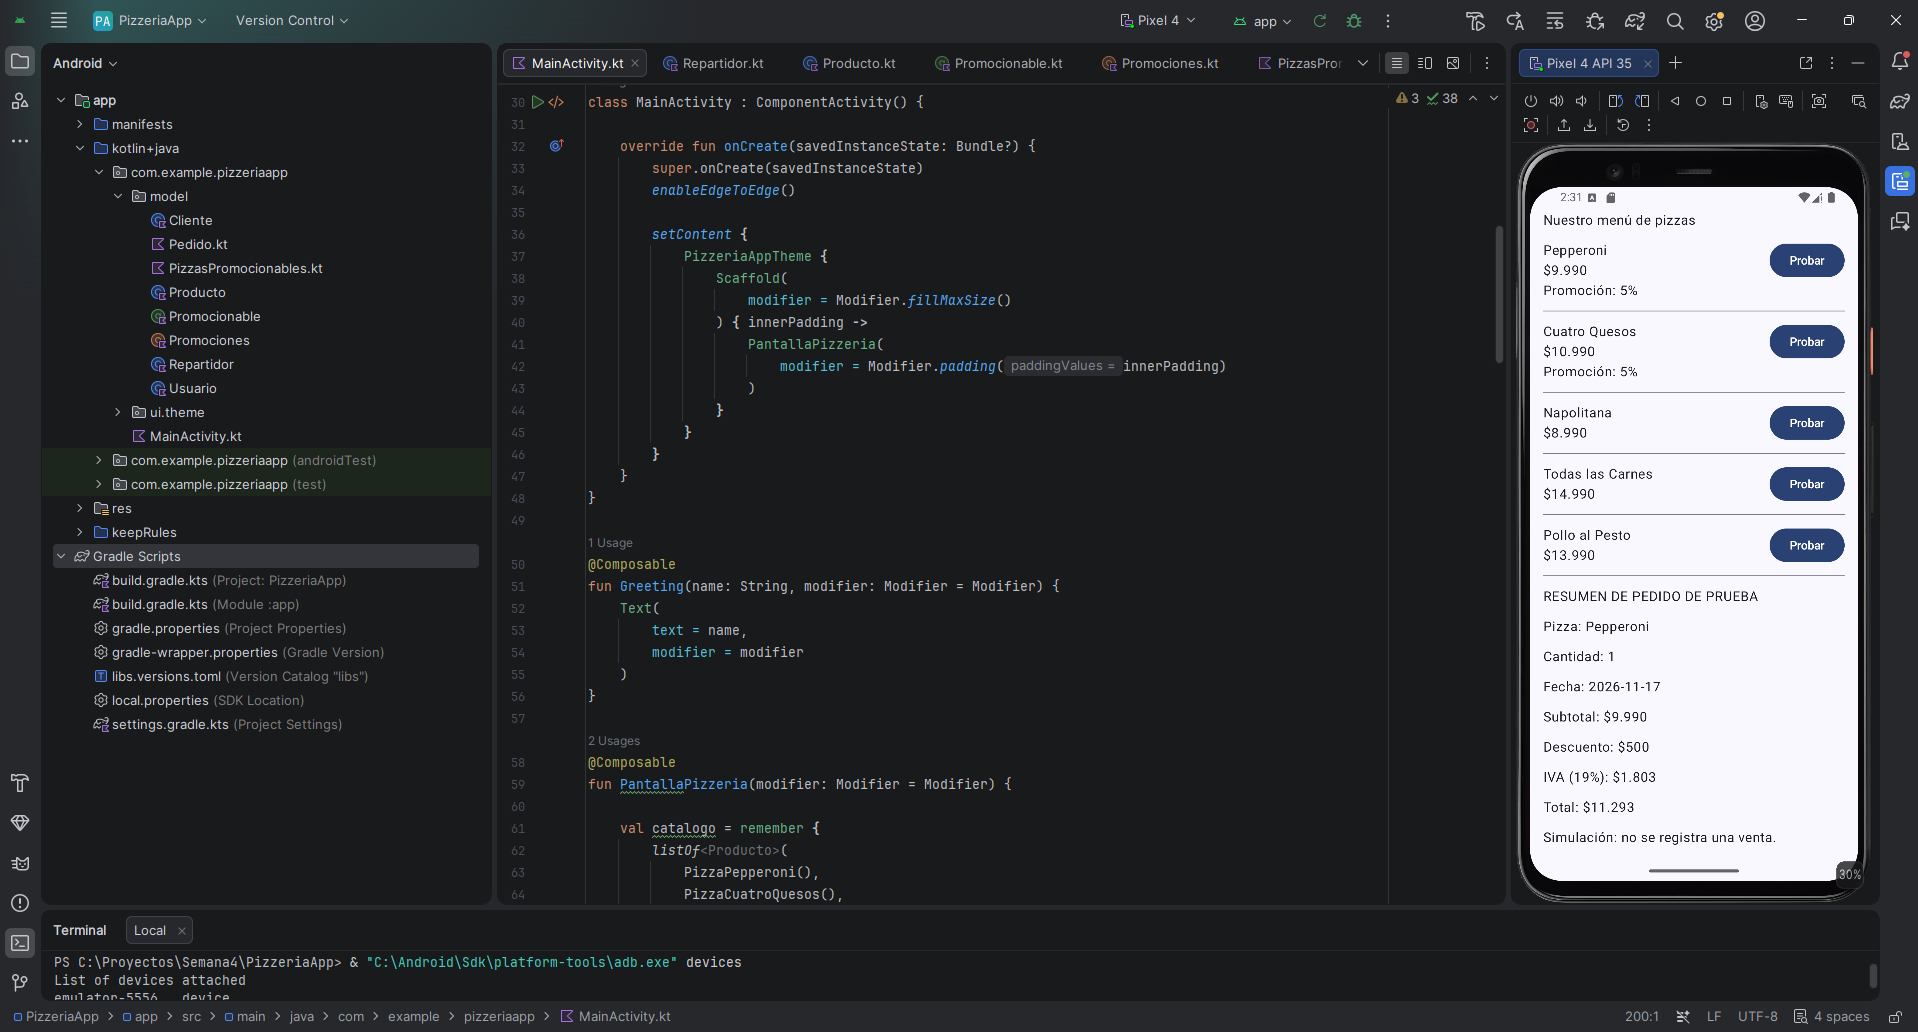 PA PizzeriaApp Version Control Pixel 4 app
Android
app
manifests
kotlin+java
com.example.pizzeriaapp
model
Cliente
Pedido.kt
PizzasPromocionables.kt
Producto
Promocionable
Promociones
Repartidor
Usuario
ui.theme
MainActivity.kt
com.example.pizzeriaapp (androidTest)
com.example.pizzeriaapp (test)
res
keepRules
Gradle Scripts
build.gradle.kts (Project: PizzeriaApp)
build.gradle.kts (Module :app)
gradle.properties (Project Properties)
gradle-wrapper.properties (Gradle Version)
libs.versions.toml (Version Catalog "libs")
local.properties (SDK Location)
settings.gradle.kts (Project Settings)
MainActivity.kt Repartidor.kt Producto.kt Promocionable.kt Promociones.kt PizzasPror
3 38
30 class MainActivity : ComponentActivity() {
31
32 override fun onCreate(savedInstanceState: Bundle?) {
33 super.onCreate(savedInstanceState)
34 enableEdgeToEdge()
35
36 setContent {
37 PizzeriaAppTheme {
38 Scaffold(
39 modifier = Modifier.fillMaxSize()
40 ) { innerPadding ->
41 PantallaPizzeria(
42 modifier = Modifier.padding( paddingValues = innerPadding)
43 )
44 }
45 }
46 }
47 }
48 }
49
1 Usage
50 @Composable
51 fun Greeting(name: String, modifier: Modifier = Modifier) {
52 Text(
53 text = name,
54 modifier = modifier
55 )
56 }
57
2 Usages
58 @Composable
59 fun PantallaPizzeria(modifier: Modifier = Modifier) {
60
61 val catalogo = remember {
62 listOf<Producto>(
63 PizzaPepperoni(),
64 PizzaCuatroQuesos(),
Pixel 4 API 35
2:31
Nuestro menú de pizzas
Pepperoni
$9.990
Promoción: 5%
Probar
Cuatro Quesos
$10.990
Promoción: 5%
Probar
Napolitana
$8.990
Probar
Todas las Carnes
$14.990
Probar
Pollo al Pesto
$13.990
Probar
RESUMEN DE PEDIDO DE PRUEBA
Pizza: Pepperoni
Cantidad: 1
Fecha: 2026-11-17
Subtotal: $9.990
Descuento: $500
IVA (19%): $1.803
Total: $11.293
Simulación: no se registra una venta.
30%
Terminal Local
PS C:\Proyectos\Semana4\PizzeriaApp> & "C:\Android\Sdk\platform-tools\adb.exe" devices
List of devices attached
emulator-5556 device
PizzeriaApp > app > src > main > java > com > example > pizzeriaapp > MainActivity.kt
200:1 LF UTF-8 4 spaces